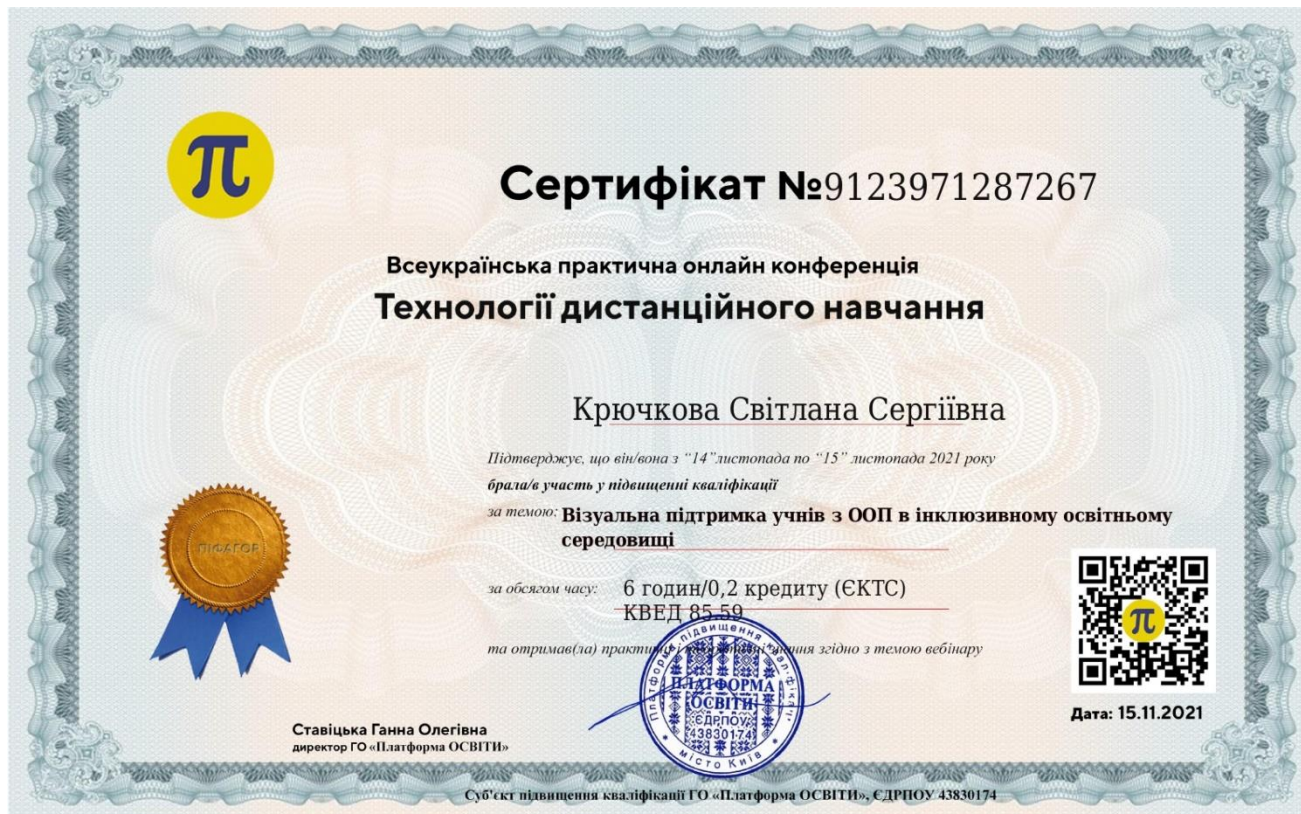 π
Сертифікат №9123971287267
Всеукраїнська практична онлайн конференція
Технології дистанційного навчання
Крючкова Світлана Сергіївна
Підтверджує, що він/вона з “14”листопада по “15” листопада 2021 року
брала/в участь у підвищенні кваліфікації
за темою: Візуальна підтримка учнів з ООП в інклюзивному освітньому
середовищі
за обсягом часу: 6 годин/0,2 кредиту (ЄКТС)
КВЕД 85.59
та отримав(ла) практичні і знання згідно з темою вебінару
ПІФАГОР
Платформа підвищення кваліфікації
ПЛАТФОРМА
ОСВІТИ
ЄДРПОУ
43830174
місто Київ
π
Дата: 15.11.2021
Ставіцька Ганна Олегівна
директор ГО «Платформа ОСВІТИ»
Суб'єкт підвищення кваліфікації ГО «Платформа ОСВІТИ», ЄДРПОУ 43830174